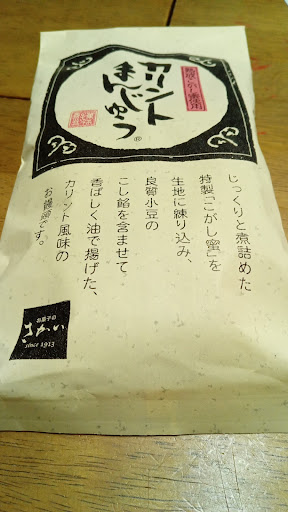 カリント
まんじゅう®
じっくりと煮詰めた
特製「こがし蜜」を
生地に練り込み、
良質小豆の
こし餡を含ませて、
香ばしく油で揚げた、
カリント風味の
お饅頭です。
お菓子の
さかい
since 1913